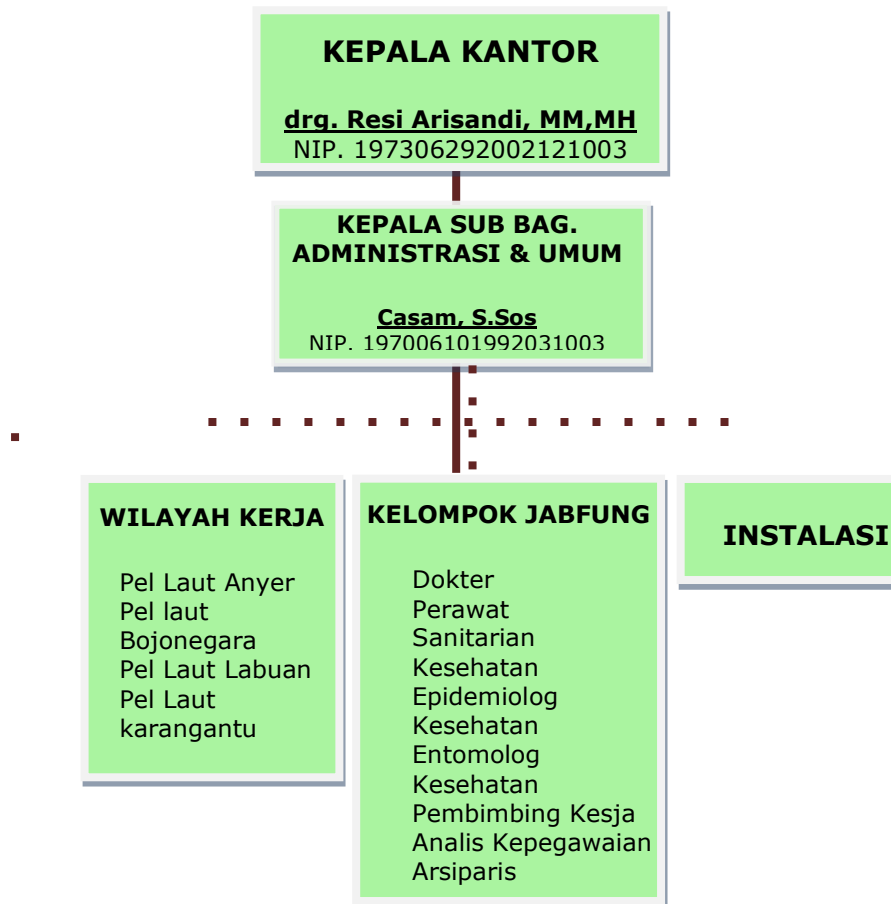 KEPALA KANTOR
drg. Resi Arisandi, MM,MH
NIP. 197306292002121003
KEPALA SUB BAG.
ADMINISTRASI & UMUM
Casam, S.Sos
NIP. 197006101992031003
WILAYAH KERJA
Pel Laut Anyer
Pel laut
Bojonegara
Pel Laut Labuan
Pel Laut
karangantu
KELOMPOK JABFUNG
Dokter
Perawat
Sanitarian
Kesehatan
Epidemiolog
Kesehatan
Entomolog
Kesehatan
Pembimbing Kesja
Analis Kepegawaian
Arsiparis
INSTALASI